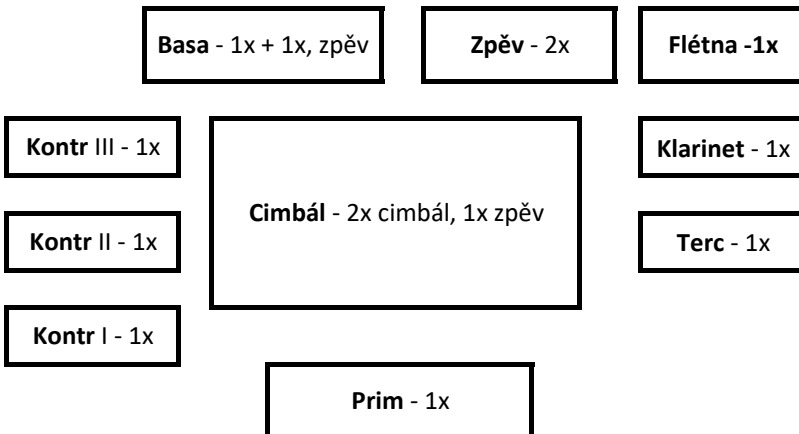 Basa - 1x + 1x, zpěv
Zpěv - 2x
Flétna -1x
Kontr III - 1x
Klarinet - 1x
Cimbál - 2x cimbál, 1x zpěv
Kontr II - 1x
Terc - 1x
Kontr I - 1x
Prim - 1x